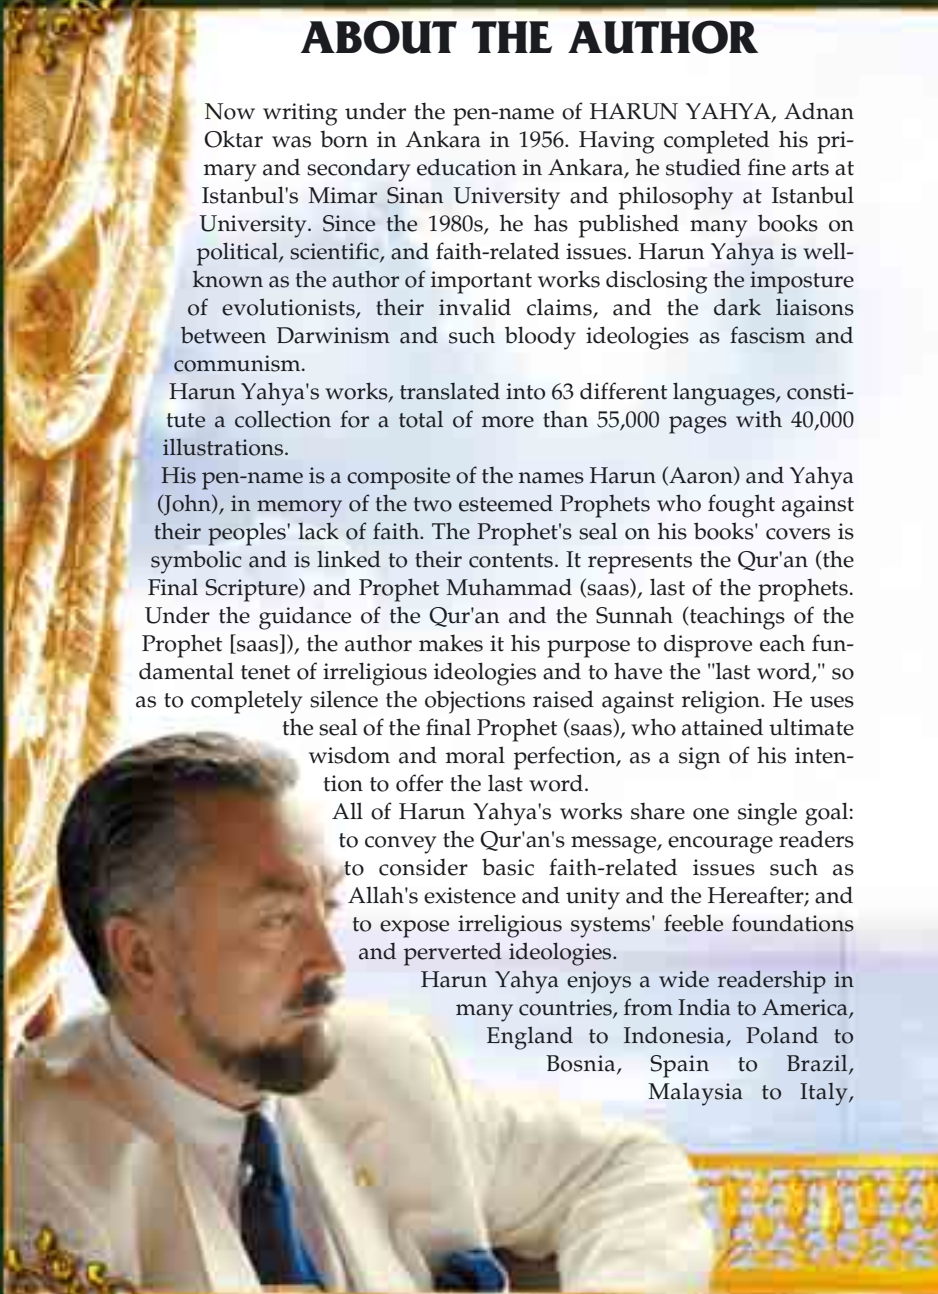 ABOUT THE AUTHOR
Now writing under the pen-name of HARUN YAHYA, Adnan
Oktar was born in Ankara in 1956. Having completed his pri-
mary and secondary education in Ankara, he studied fine arts at
Istanbul's Mimar Sinan University and philosophy at Istanbul
University. Since the 1980s, he has published many books on
political, scientific, and faith-related issues. Harun Yahya is well-
known as the author of important works disclosing the imposture
of evolutionists, their invalid claims, and the dark liaisons
between Darwinism and such bloody ideologies as fascism and
communism.
Harun Yahya's works, translated into 63 different languages, consti-
tute a collection for a total of more than 55,000 pages with 40,000
illustrations.
His pen-name is a composite of the names Harun (Aaron) and Yahya
(John), in memory of the two esteemed Prophets who fought against
their peoples' lack of faith. The Prophet's seal on his books' covers is
symbolic and is linked to their contents. It represents the Qur'an (the
Final Scripture) and Prophet Muhammad (saas), last of the prophets.
Under the guidance of the Qur'an and the Sunnah (teachings of the
Prophet [saas]), the author makes it his purpose to disprove each fun-
damental tenet of irreligious ideologies and to have the "last word," so
as to completely silence the objections raised against religion. He uses
the seal of the final Prophet (saas), who attained ultimate
wisdom and moral perfection, as a sign of his inten-
tion to offer the last word.
All of Harun Yahya's works share one single goal:
to convey the Qur'an's message, encourage readers
to consider basic faith-related issues such as
Allah's existence and unity and the Hereafter; and
to expose irreligious systems' feeble foundations
and perverted ideologies.
Harun Yahya enjoys a wide readership in
many countries, from India to America,
England to Indonesia, Poland to
Bosnia, Spain to Brazil,
Malaysia to Italy,